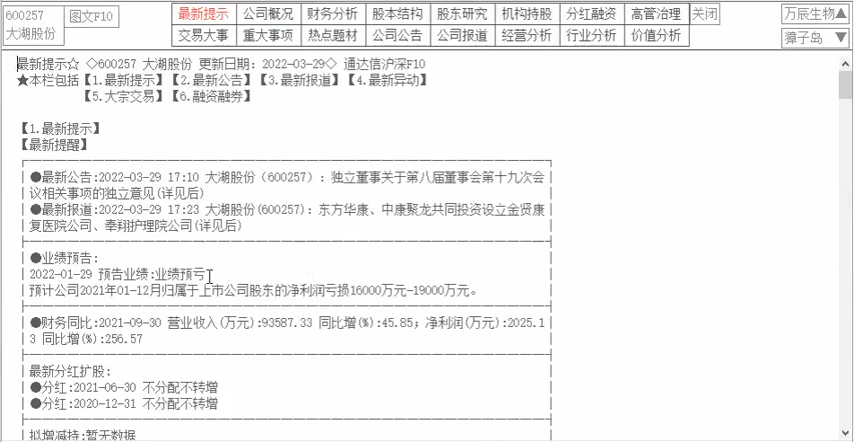 600257
大湖股份
图文F10
最新提示 公司概况 财务分析 股本结构 股东研究 机构持股 分红融资 高管治理 关闭
交易大事 重大事项 热点题材 公司公告 公司报道 经营分析 行业分析 价值分析
万辰生物▲
獐子岛 ▼
最新提示☆ ◇600257 大湖股份 更新日期：2022-03-29◇ 通达信沪深F10
★本栏包括【1.最新提示】【2.最新公告】【3.最新报道】【4.最新异动】
【5.大宗交易】【6.融资融券】
【1.最新提示】
【最新提醒】
●最新公告:2022-03-29 17:10 大湖股份（600257）：独立董事关于第八届董事会第十九次会
议相关事项的独立意见(详见后)
●最新报道:2022-03-29 17:23 大湖股份(600257)：东方华康、中康聚龙共同投资设立金贤康
复医院公司、奉翔护理院公司(详见后)
●业绩预告:
2022-01-29 预告业绩:业绩预亏
预计公司2021年01-12月归属于上市公司股东的净利润亏损16000万元-19000万元。
●财务同比:2021-09-30 营业收入(万元):93587.33 同比增(%):45.85；净利润(万元):2025.1
3 同比增(%):256.57
最新分红扩股:
●分红:2021-06-30 不分配不转增
●分红:2020-12-31 不分配不转增
拟增减持:暂无数据